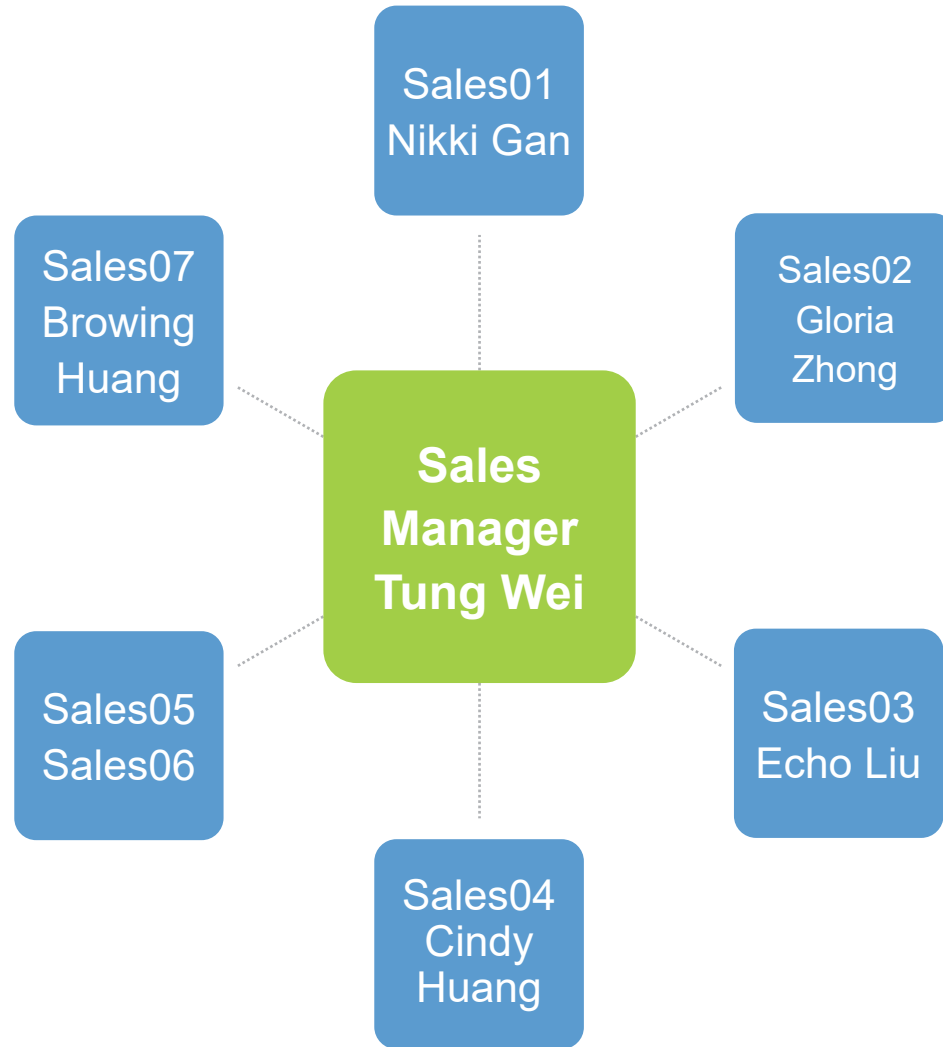 Sales01
Nikki Gan
Sales07
Browing
Huang
Sales02
Gloria
Zhong
Sales
Manager
Tung Wei
Sales05
Sales06
Sales03
Echo Liu
Sales04
Cindy
Huang